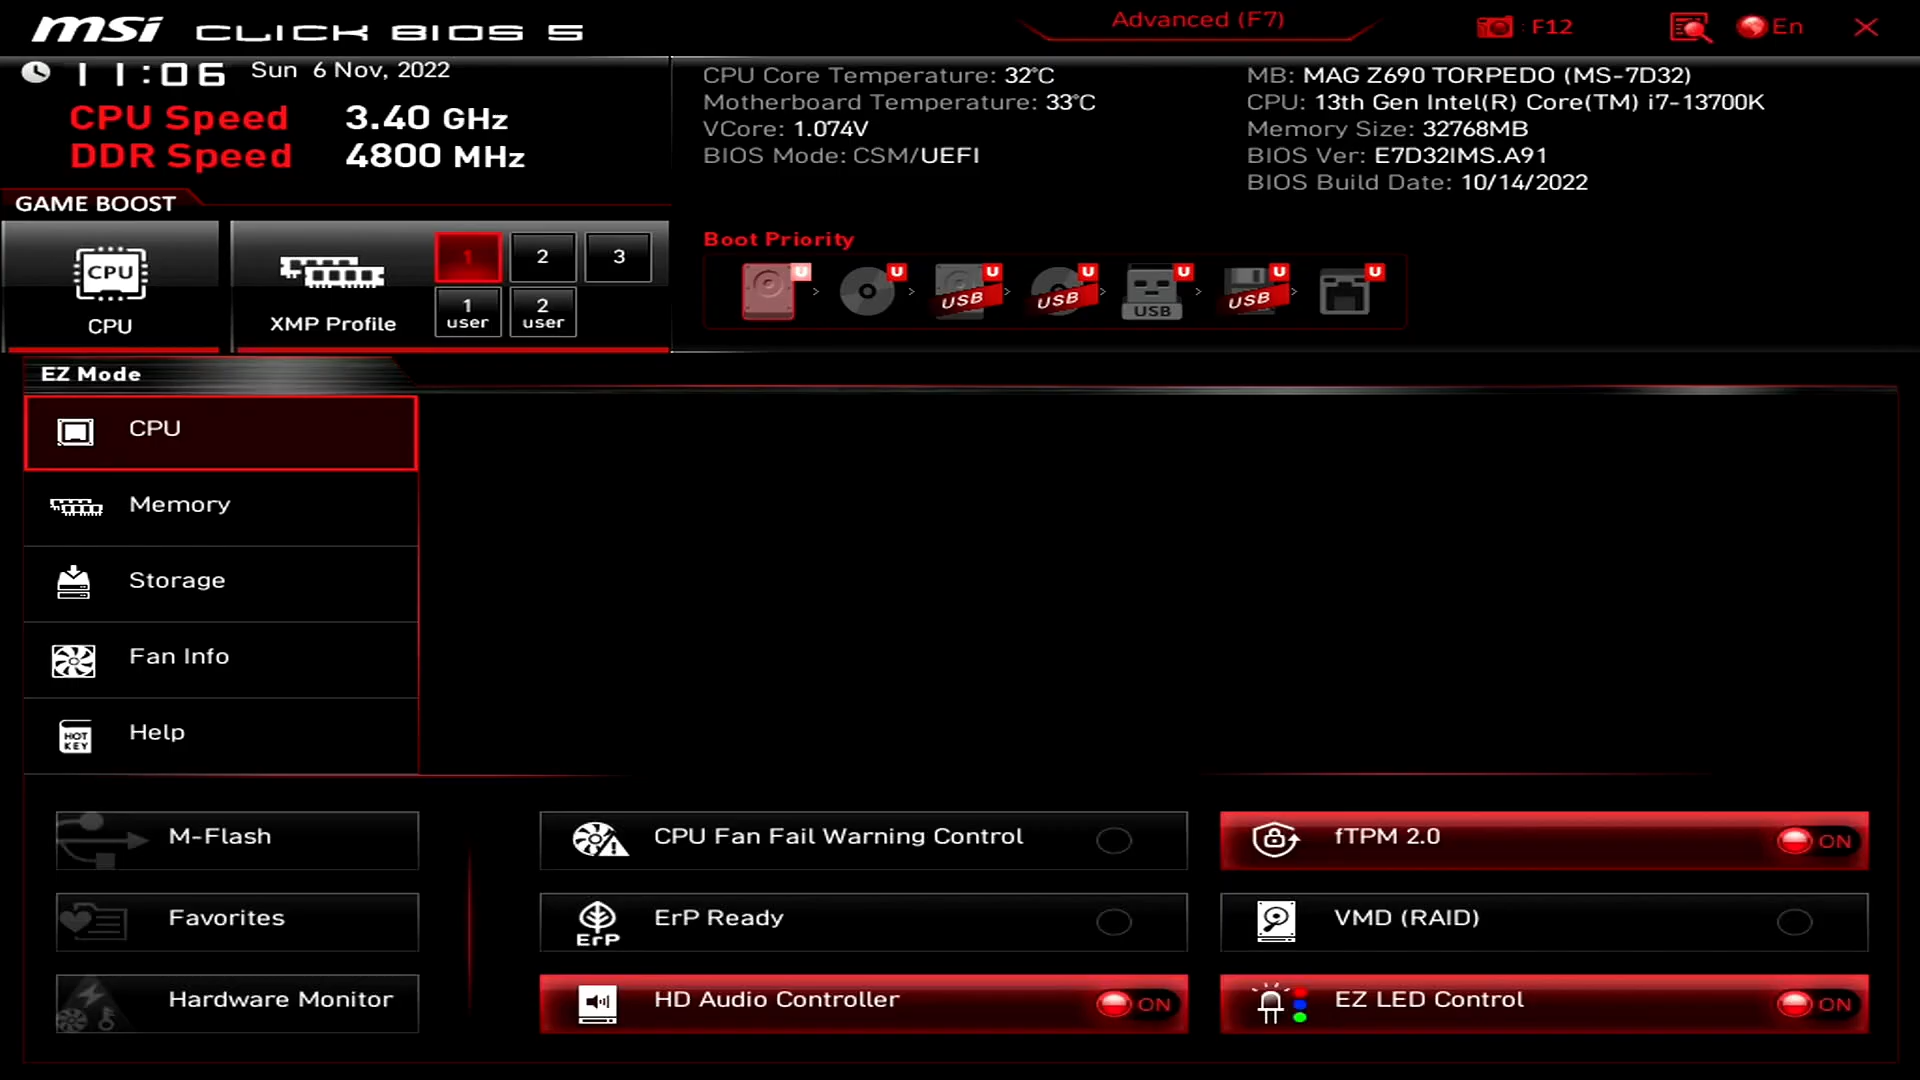 msi CLICK BIOS 5
Advanced (F7)
: F12
En
11:06 Sun 6 Nov, 2022
CPU Speed 3.40 GHz
DDR Speed 4800 MHz
CPU Core Temperature: 32°C
Motherboard Temperature: 33°C
VCore: 1.074V
BIOS Mode: CSM/UEFI
MB: MAG Z690 TORPEDO (MS-7D32)
CPU: 13th Gen Intel(R) Core(TM) i7-13700K
Memory Size: 32768MB
BIOS Ver: E7D32IMS.A91
BIOS Build Date: 10/14/2022
GAME BOOST
CPU
CPU
XMP Profile
1 2 3
1 user
2 user
Boot Priority
U U U U U U U
USB USB USB USB
EZ Mode
CPU
Memory
Storage
Fan Info
HOT KEY
Help
M-Flash
Favorites
Hardware Monitor
CPU Fan Fail Warning Control
ErP
ErP Ready
HD Audio Controller ON
fTPM 2.0 ON
VMD (RAID)
EZ LED Control ON